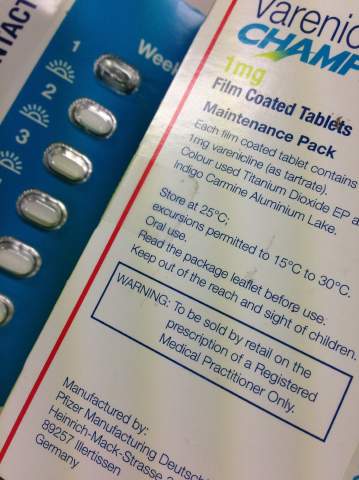 NTACT
1
Week
2
3
Varenic
CHAMP
1mg
Film Coated Tablets
Maintenance Pack
Each film coated tablet contains
1mg varenicline (as tartrate).
Colour used Titanium Dioxide EP a
Indigo Carmine Aluminium Lake.
Store at 25°C;
excursions permitted to 15°C to 30°C.
Oral use.
Read the package leaflet before use.
Keep out of the reach and sight of children.
WARNING: To be sold by retail on the
prescription of a Registered
Medical Practitioner Only.
Manufactured by:
Pfizer Manufacturing Deutschl
Heinrich-Mack-Strasse
89257 Illertissen
Germany